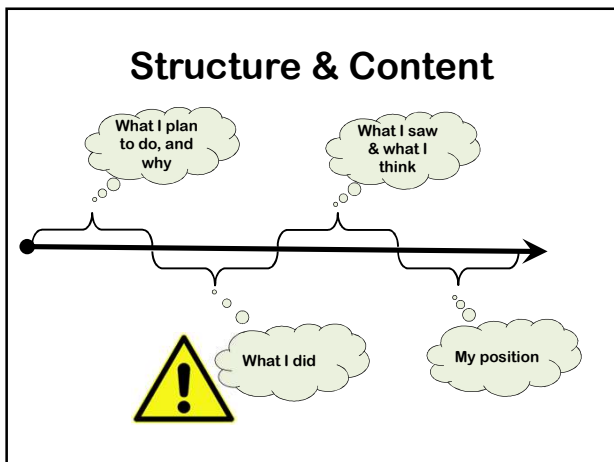 Structure & Content
What I plan
to do, and
why
What I saw
& what I
think
What I did
My position